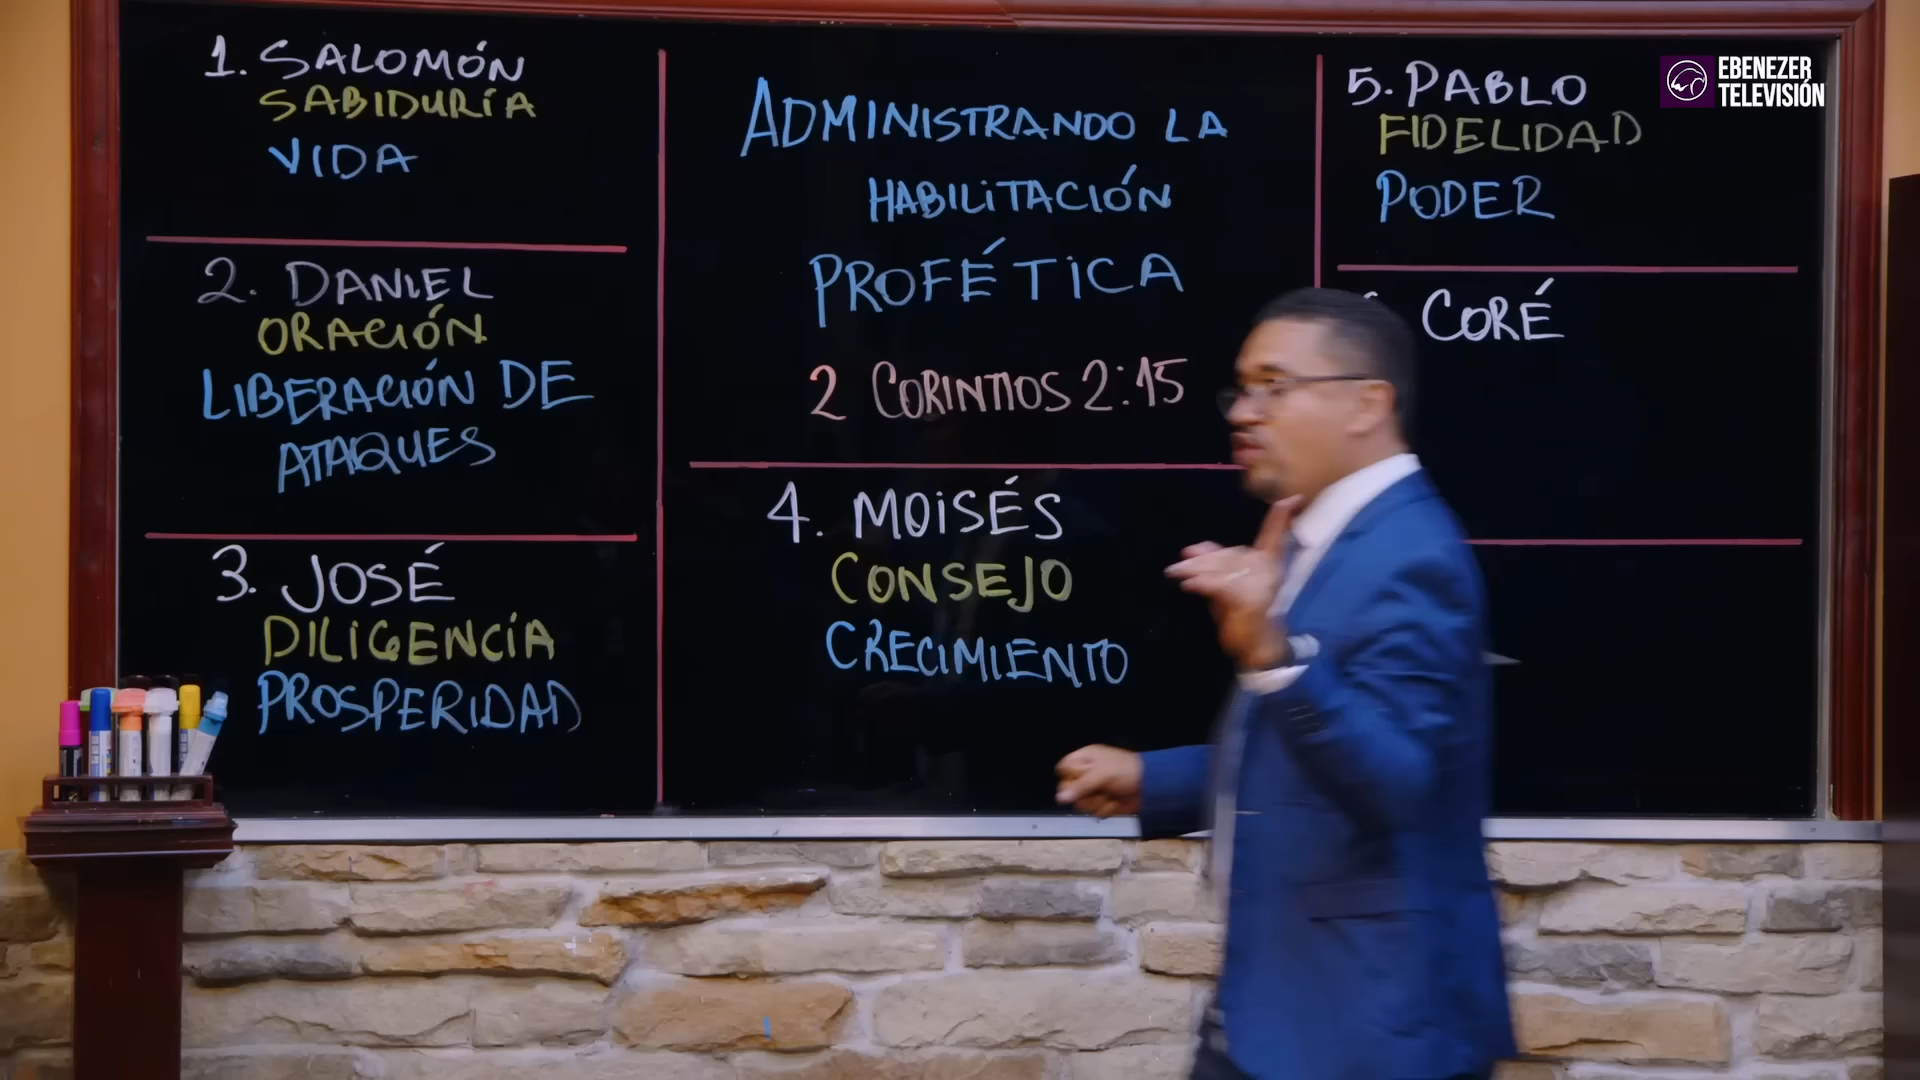 1. SALOMÓN
SABIDURÍA
VIDA
2. DANIEL
ORACIÓN
LIBERACIÓN DE
ATAQUES
3. JOSÉ
DILIGENCIA
PROSPERIDAD
ADMINISTRANDO LA
HABILITACIÓN
PROFÉTICA
2 CORINTIOS 2:15
4. MOISÉS
CONSEJO
CRECIMIENTO
5. PABLO
FIDELIDAD
PODER
CORÉ
EBENEZER
TELEVISIÓN